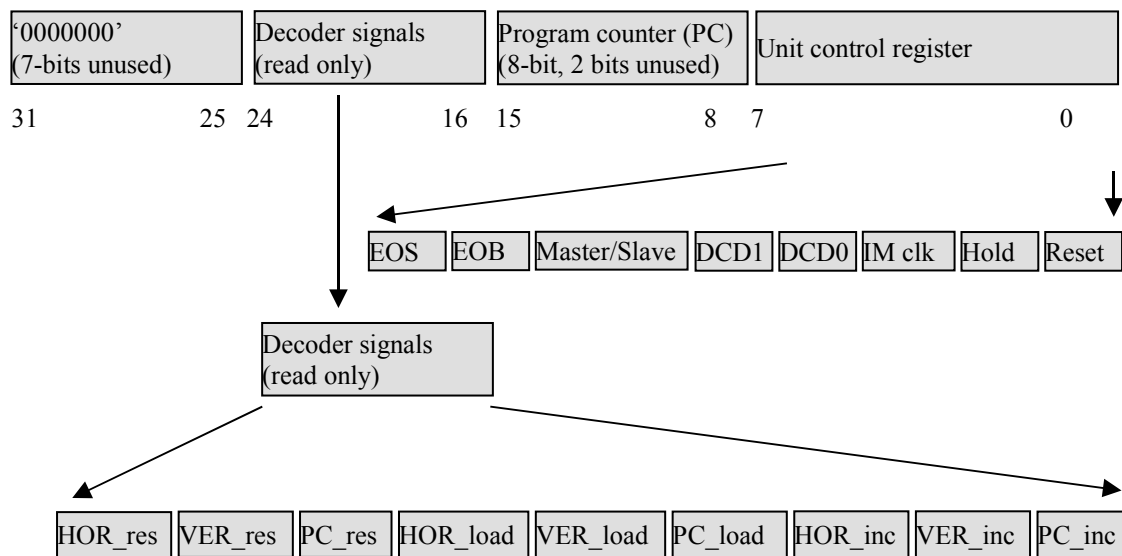 ‘0000000’
(7-bits unused)
Decoder signals
(read only)
Program counter (PC)
(8-bit, 2 bits unused)
Unit control register
31 25 24 16 15 8 7 0
EOS EOB Master/Slave DCD1 DCD0 IM clk Hold Reset
Decoder signals
(read only)
HOR_res VER_res PC_res HOR_load VER_load PC_load HOR_inc VER_inc PC_inc